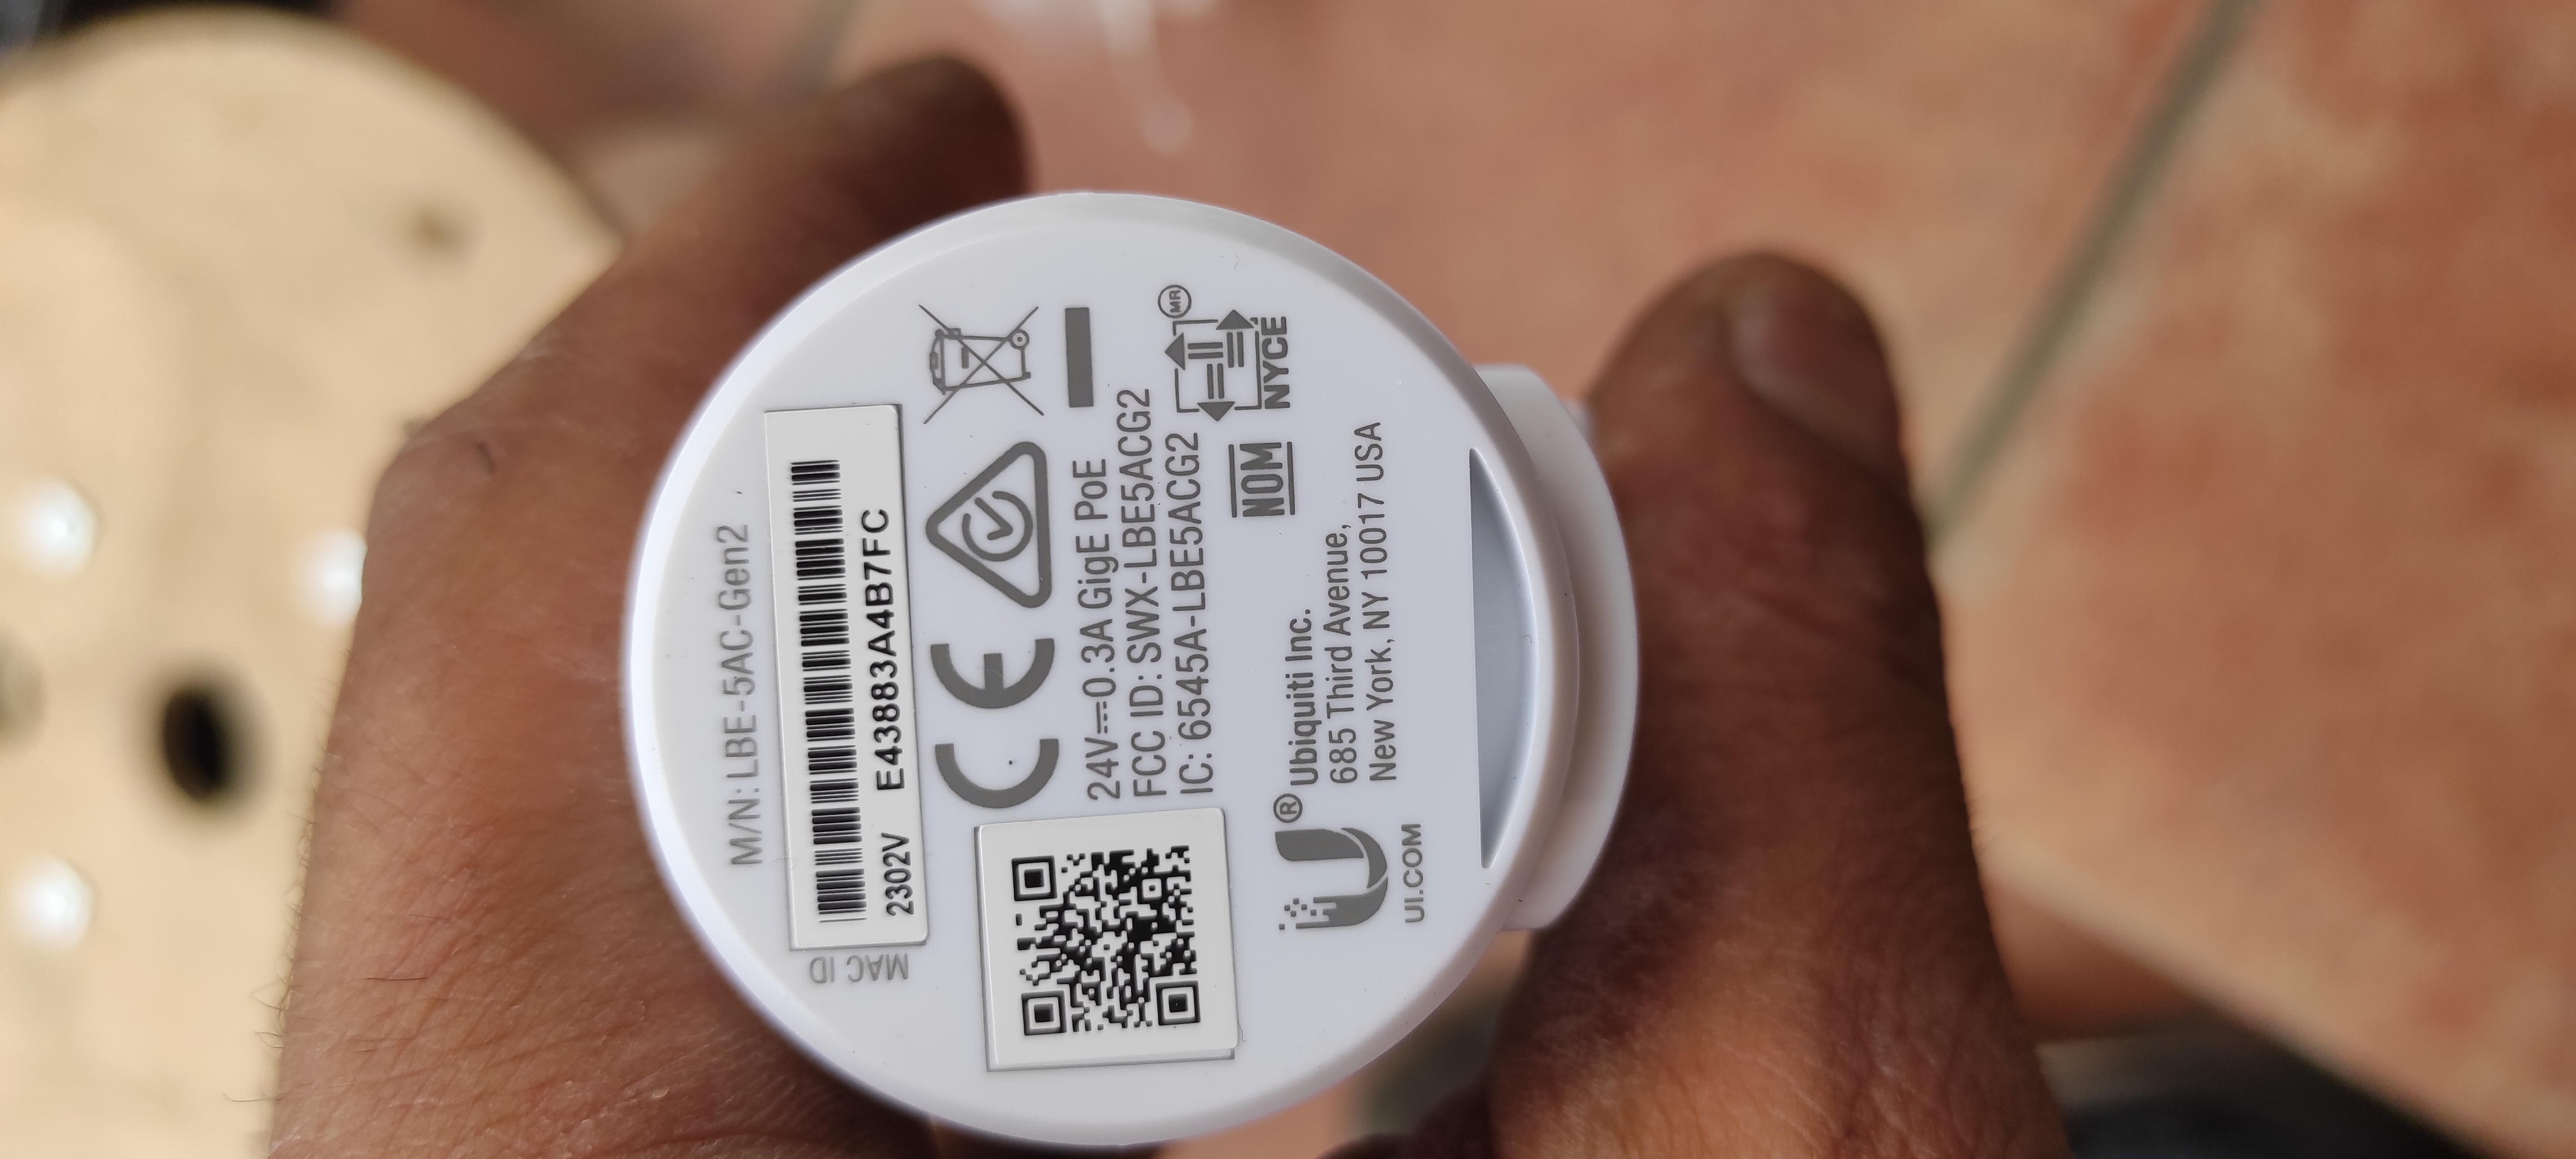 M/N: LBE-5AC-Gen2
MAC ID
2302V E43883A4B7FC
CE
24V⎓0.3A GigE PoE
FCC ID: SWX-LBE5ACG2
IC: 6545A-LBE5ACG2
NOM
NYCE
MR
U® Ubiquiti Inc.
685 Third Avenue,
New York, NY 10017 USA
UI.COM